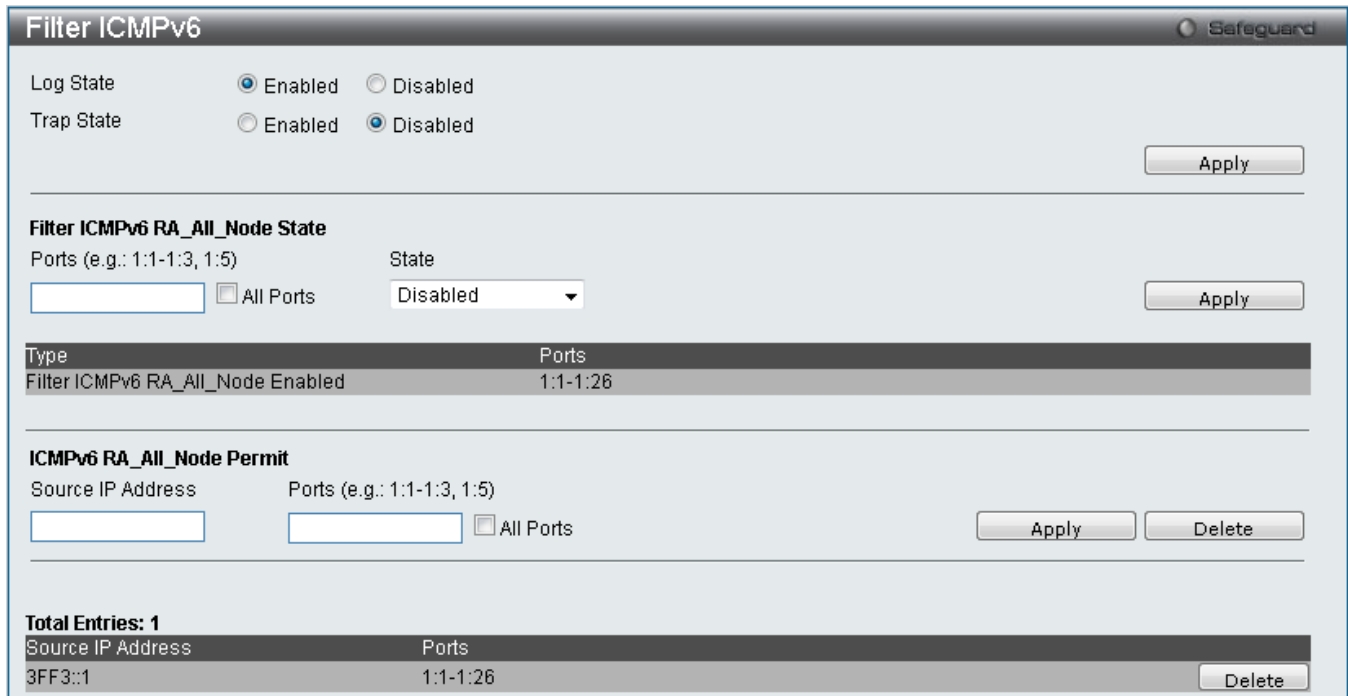 Filter ICMPv6 Safeguard
Log State Enabled Disabled
Trap State Enabled Disabled
Apply
Filter ICMPv6 RA_All_Node State
Ports (e.g.: 1:1-1:3, 1:5) State
All Ports Disabled Apply
Type Ports
Filter ICMPv6 RA_All_Node Enabled 1:1-1:26
ICMPv6 RA_All_Node Permit
Source IP Address Ports (e.g.: 1:1-1:3, 1:5)
All Ports Apply Delete
Total Entries: 1
Source IP Address Ports
3FF3::1 1:1-1:26 Delete